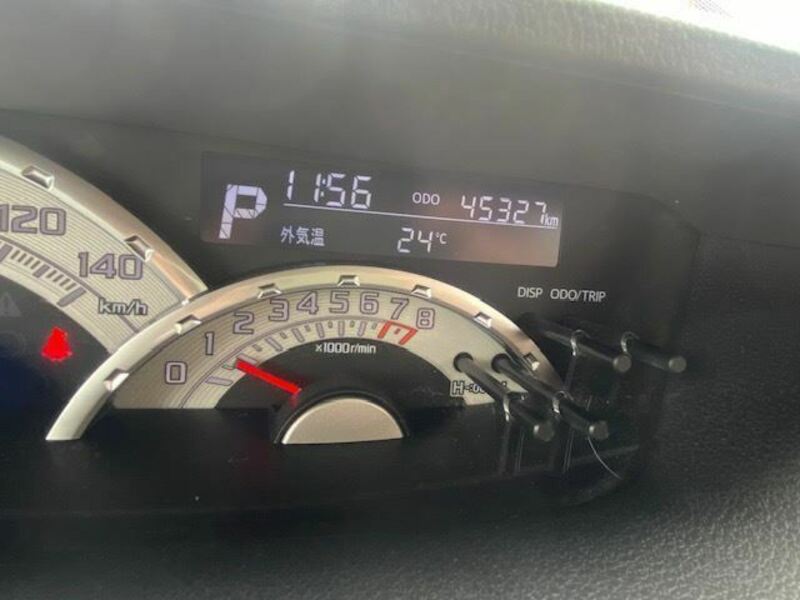 11:56 ODO 45327km
P
外気温 24℃
DISP ODO/TRIP
120
140
km/h
0 1 2 3 4 5 6 7 8
x1000r/min
H